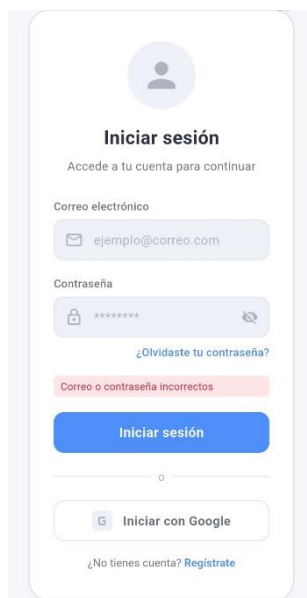 Iniciar sesión
Accede a tu cuenta para continuar
Correo electrónico
ejemplo@correo.com
Contraseña
********
¿Olvidaste tu contraseña?
Correo o contraseña incorrectos
Iniciar sesión
o
G Iniciar con Google
¿No tienes cuenta? Regístrate